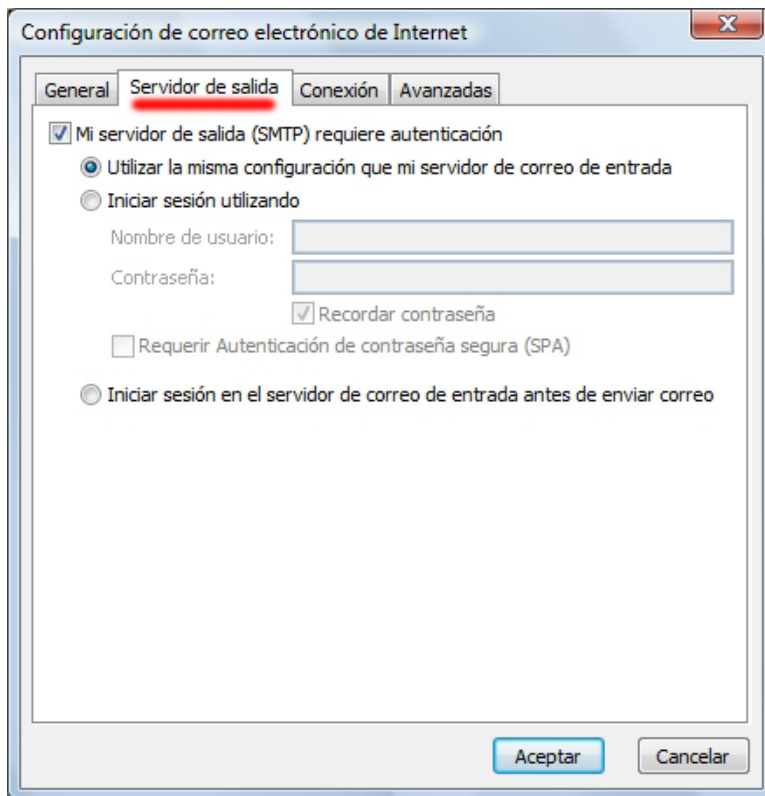 Configuración de correo electrónico de Internet
General Servidor de salida Conexión Avanzadas
Mi servidor de salida (SMTP) requiere autenticación
Utilizar la misma configuración que mi servidor de correo de entrada
Iniciar sesión utilizando
Nombre de usuario:
Contraseña:
Recordar contraseña
Requerir Autenticación de contraseña segura (SPA)
Iniciar sesión en el servidor de correo de entrada antes de enviar correo
Aceptar Cancelar